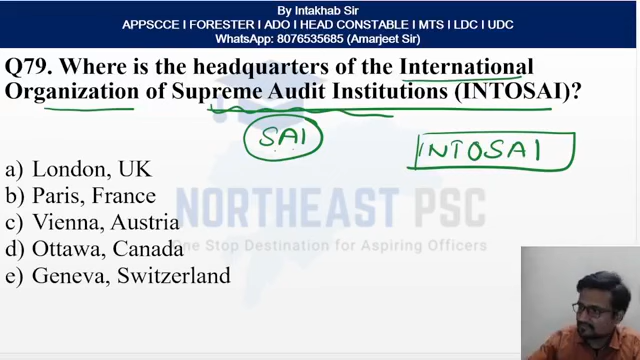 By Intakhab Sir
APPSCCE I FORESTER I ADO I HEAD CONSTABLE I MTS I LDC I UDC
WhatsApp: 8076535685 (Amarjeet Sir)
Q79. Where is the headquarters of the International
Organization of Supreme Audit Institutions (INTOSAI)?
SAI
INTOSAI
a) London, UK
b) Paris, France
c) Vienna, Austria
d) Ottawa, Canada
e) Geneva, Switzerland
NORTHEAST PSC
One Stop Destination for Aspiring Officers